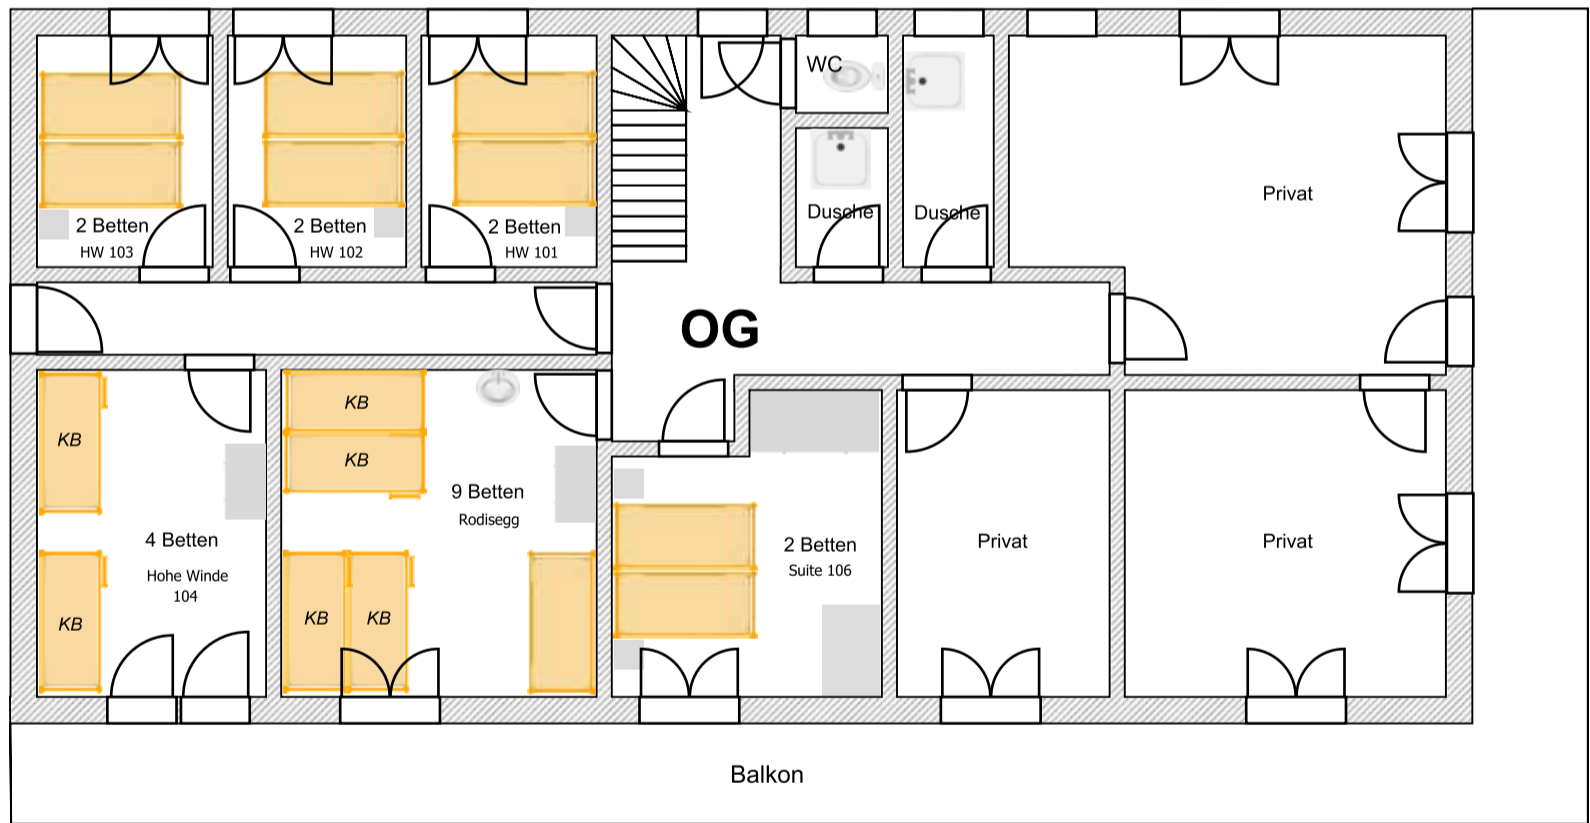 WC
Privat
Dusche
Dusche
2 Betten
HW 103
2 Betten
HW 102
2 Betten
HW 101
OG
KB
KB
KB
9 Betten
Rodisegg
4 Betten
Hohe Winde
104
2 Betten
Suite 106
Privat
Privat
KB
KB
KB
Balkon